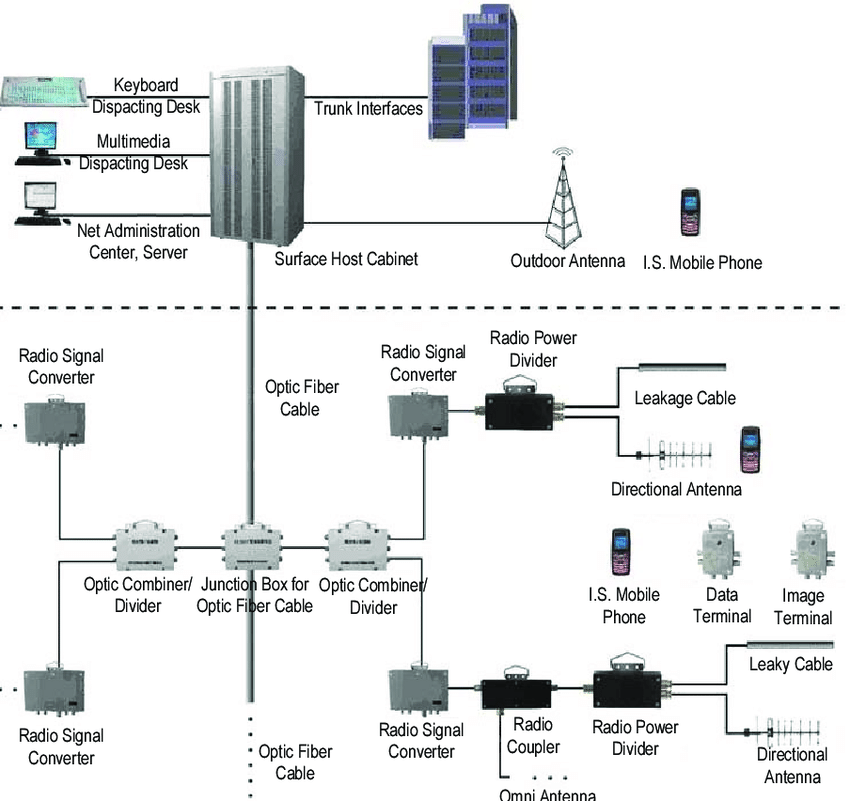 Keyboard
Dispacting Desk
Trunk Interfaces
Multimedia
Dispacting Desk
Net Administration
Center, Server
Surface Host Cabinet
Outdoor Antenna
I.S. Mobile Phone
Radio Signal
Converter
Optic Fiber
Cable
Radio Signal
Converter
Radio Power
Divider
Leakage Cable
Directional Antenna
Optic Combiner/
Divider
Junction Box for
Optic Fiber Cable
Optic Combiner/
Divider
I.S. Mobile
Phone
Data
Terminal
Image
Terminal
Leaky Cable
Radio Signal
Converter
Optic Fiber
Cable
Radio Signal
Converter
Radio
Coupler
Radio Power
Divider
Directional
Antenna
Omni Antenna